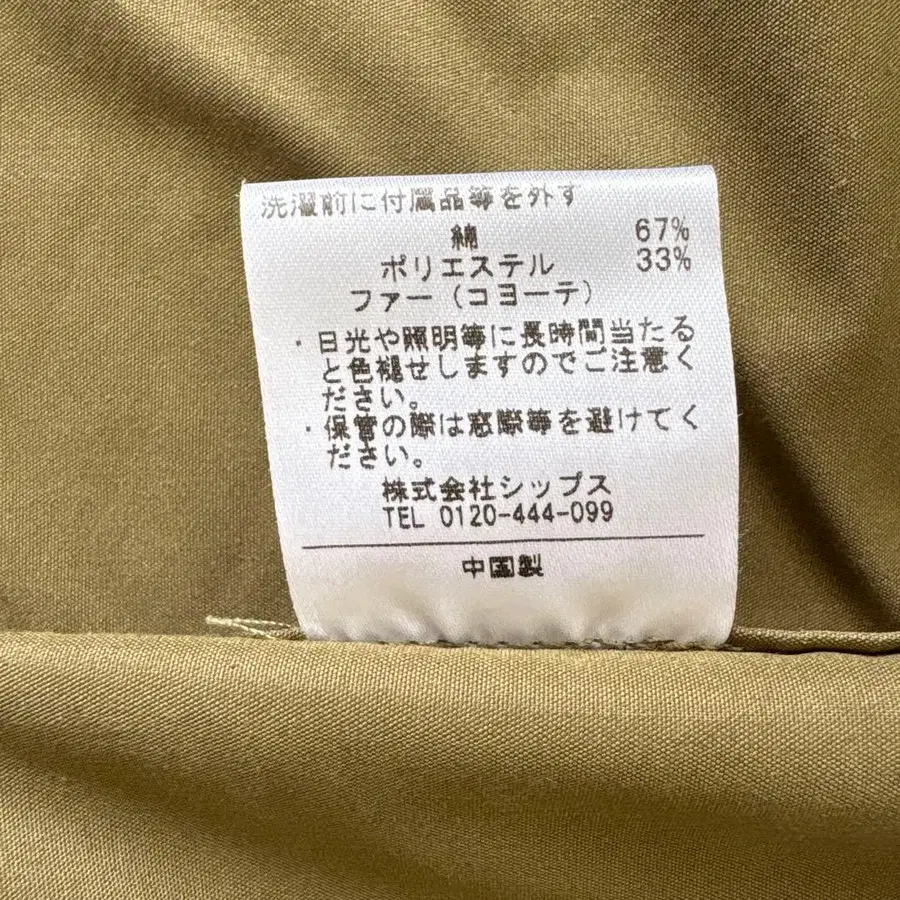 洗濯前に付属品等を外す
綿 67%
ポリエステル 33%
ファー（コヨーテ）
・日光や照明等に長時間当たる
と色褪せしますのでご注意く
ださい。
・保管の際は窓際等を避けてく
ださい。
株式会社シップス
TEL 0120-444-099
中国製